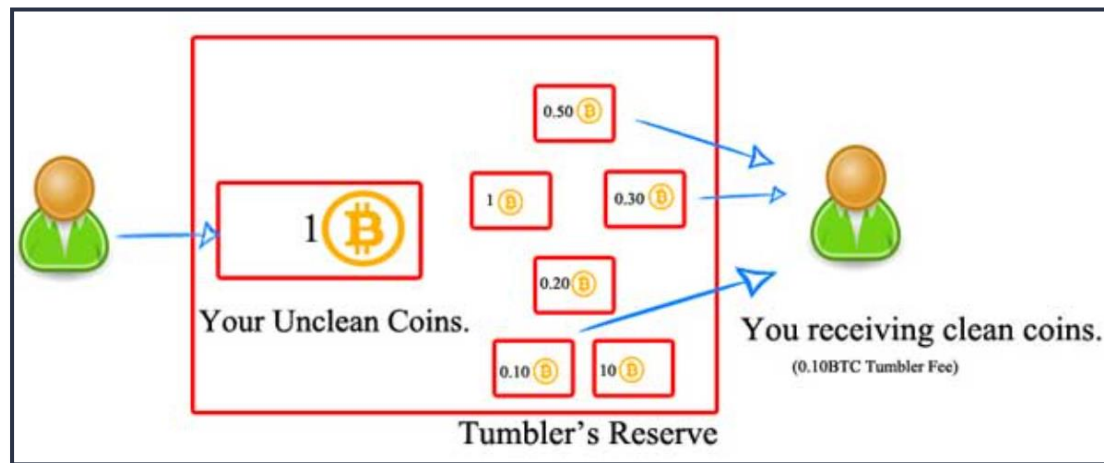 0.50
1
0.30
1
0.20
Your Unclean Coins.
You receiving clean coins.
0.10
10
(0.10BTC Tumbler Fee)
Tumbler's Reserve